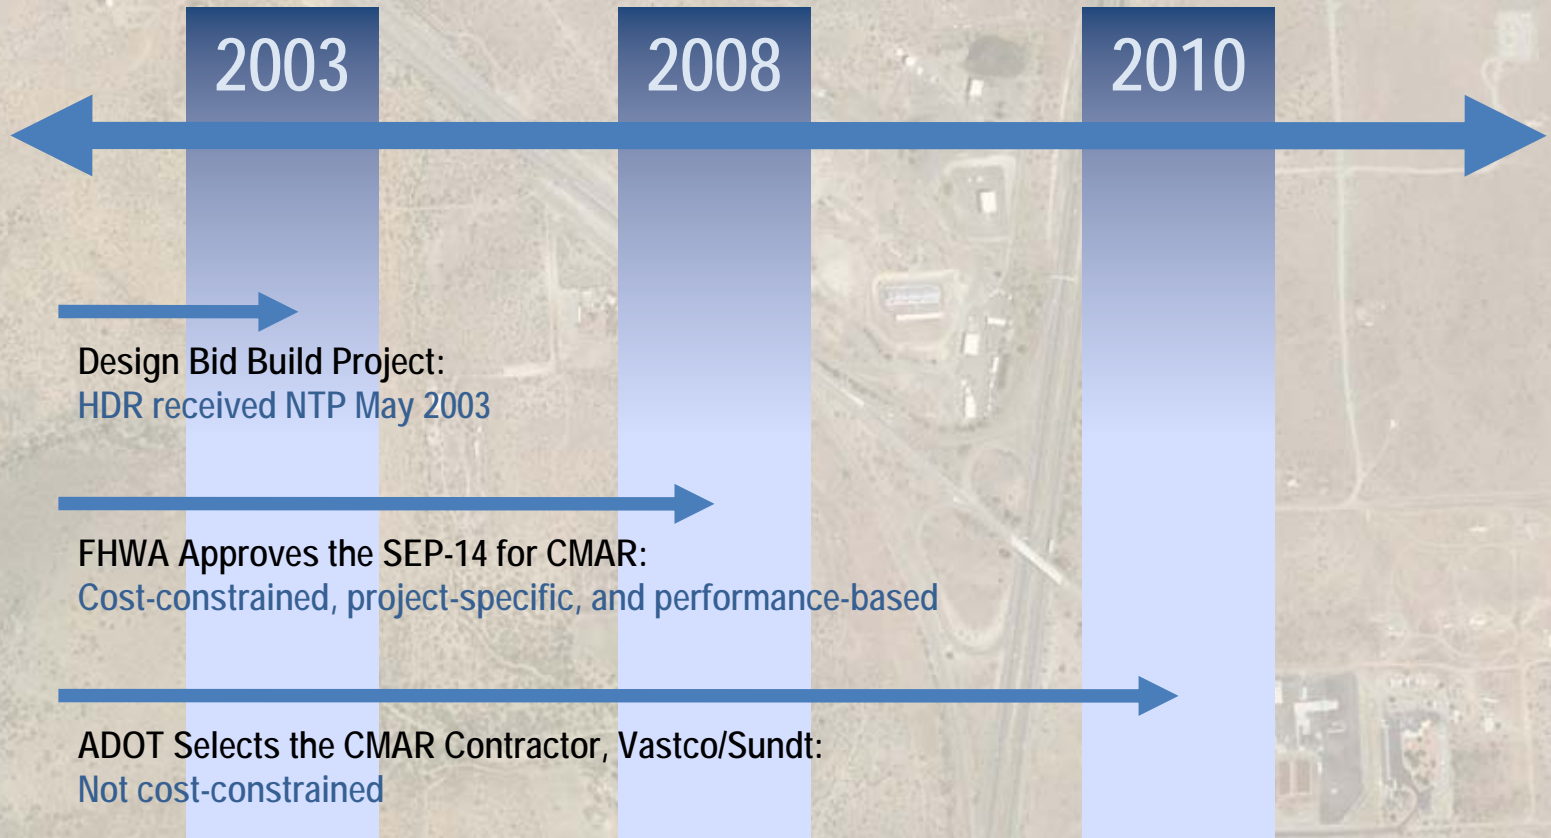 2003
2008
2010
Design Bid Build Project:
HDR received NTP May 2003
FHWA Approves the SEP-14 for CMAR:
Cost-constrained, project-specific, and performance-based
ADOT Selects the CMAR Contractor, Vastco/Sundt:
Not cost-constrained